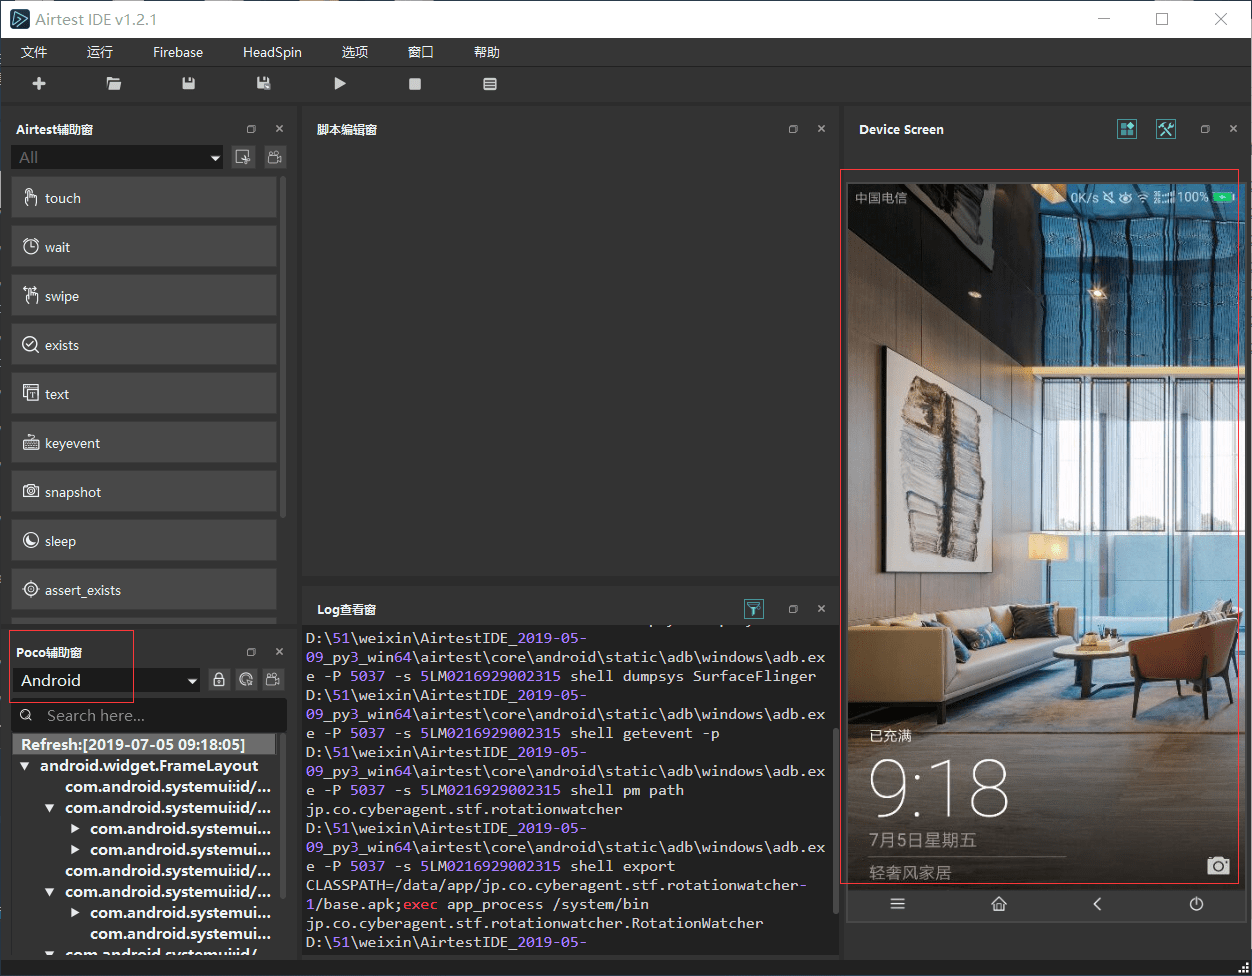 Airtest IDE v1.2.1
文件 运行 Firebase HeadSpin 选项 窗口 帮助
Airtest辅助窗
All
touch
wait
swipe
exists
text
keyevent
snapshot
sleep
assert_exists
Poco辅助窗
Android
Search here...
Refresh:[2019-07-05 09:18:05]
android.widget.FrameLayout
com.android.systemui:id/...
com.android.systemui:id/...
com.android.systemui...
com.android.systemui...
com.android.systemui:id/...
com.android.systemui:id/...
com.android.systemui...
com.android.systemui...
com.android.systemui:id/
脚本编辑窗
Log查看窗
D:\51\weixin\AirtestIDE_2019-05-
09_py3_win64\airtest\core\android\static\adb\windows\adb.ex
e -P 5037 -s 5LM0216929002315 shell dumpsys SurfaceFlinger
D:\51\weixin\AirtestIDE_2019-05-
09_py3_win64\airtest\core\android\static\adb\windows\adb.ex
e -P 5037 -s 5LM0216929002315 shell getevent -p
D:\51\weixin\AirtestIDE_2019-05-
09_py3_win64\airtest\core\android\static\adb\windows\adb.ex
e -P 5037 -s 5LM0216929002315 shell pm path
jp.co.cyberagent.stf.rotationwatcher
D:\51\weixin\AirtestIDE_2019-05-
09_py3_win64\airtest\core\android\static\adb\windows\adb.ex
e -P 5037 -s 5LM0216929002315 shell export
CLASSPATH=/data/app/jp.co.cyberagent.stf.rotationwatcher-
1/base.apk;exec app_process /system/bin
jp.co.cyberagent.stf.rotationwatcher.RotationWatcher
D:\51\weixin\AirtestIDE_2019-05-
Device Screen
中国电信 0K/s 100%
已充满
9:18
7月5日星期五
轻奢风家居